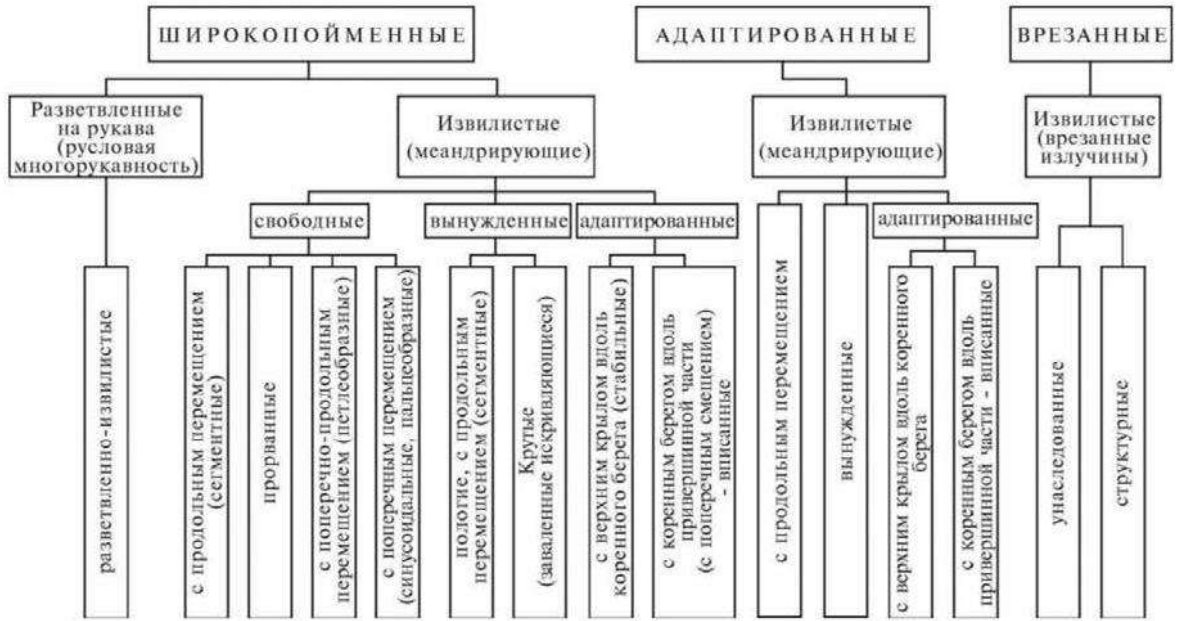 ШИРОКОПОЙМЕННЫЕ
АДАПТИРОВАННЫЕ
ВРЕЗАННЫЕ
Разветвленные
на рукава
(русловая
многорукавность)
Извилистые
(меандрирующие)
Извилистые
(меандрирующие)
Извилистые
(врезанные
излучины)
свободные
вынужденные
адаптированные
адаптированные
разветвленно-извилистые
с продольным перемещением
(сегментные)
прорванные
с поперечно-продольным
перемещением (петлеобразные)
с поперечным перемещением
(синусоидальные, пальцеобразные)
пологие, с продольным
перемещением (сегментные)
Крутые
(заваленные искривляющиеся)
с верхним крылом вдоль
коренного берега (стабильные)
с коренным берегом вдоль
привершинной части
(с поперечным смешением)
- вписанные
с продольным перемещением
вынужденные
с верхним крылом вдоль коренного
берега
с коренным берегом вдоль
привершинной части - вписанные
унаследованные
структурные